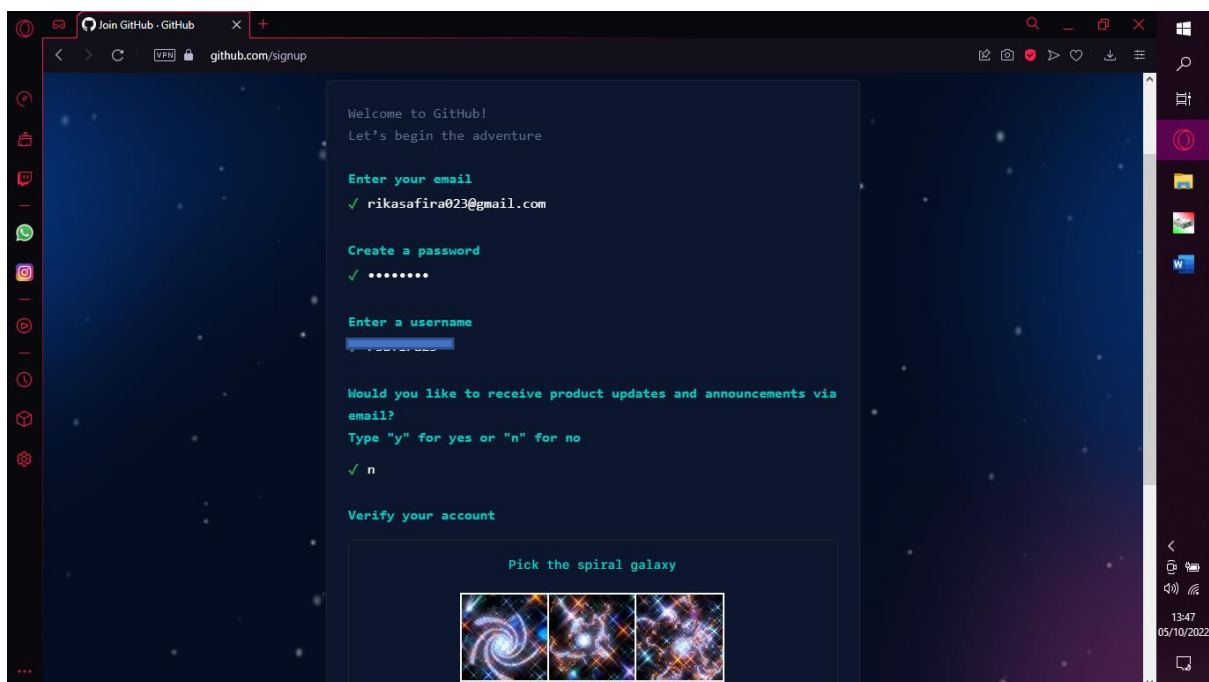 Join GitHub · GitHub
VPN github.com/signup
Welcome to GitHub!
Let's begin the adventure
Enter your email
✓ rikasafira023@gmail.com
Create a password
✓ ••••••••
Enter a username
Would you like to receive product updates and announcements via
email?
Type "y" for yes or "n" for no
✓ n
Verify your account
Pick the spiral galaxy
13:47
05/10/2022